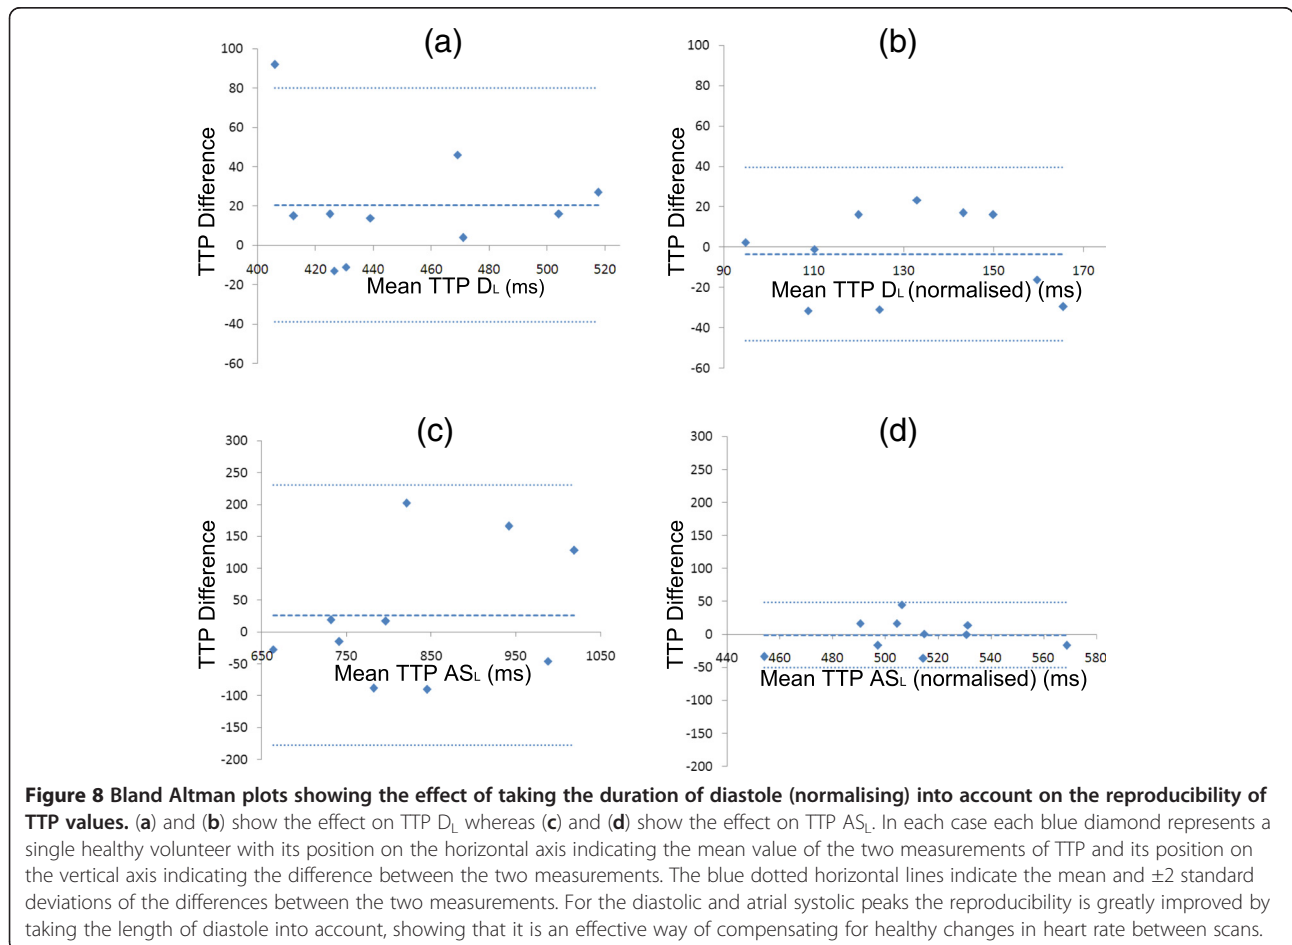 (a)
100
80
60
40
20
0
-20
-40
-60
TTP Difference
400 420 440 460 480 500 520
Mean TTP DL (ms)
(b)
100
80
60
40
20
0
-20
-40
-60
TTP Difference
90 110 130 150 170
Mean TTP DL (normalised) (ms)
(c)
300
250
200
150
100
50
0
-50
-100
-150
-200
TTP Difference
650 750 850 950 1050
Mean TTP ASL (ms)
(d)
300
250
200
150
100
50
0
-50
-100
-150
-200
TTP Difference
440 460 480 500 520 540 560 580
Mean TTP ASL (normalised) (ms)
Figure 8 Bland Altman plots showing the effect of taking the duration of diastole (normalising) into account on the reproducibility of
TTP values. (a) and (b) show the effect on TTP DL whereas (c) and (d) show the effect on TTP ASL. In each case each blue diamond represents a
single healthy volunteer with its position on the horizontal axis indicating the mean value of the two measurements of TTP and its position on
the vertical axis indicating the difference between the two measurements. The blue dotted horizontal lines indicate the mean and ±2 standard
deviations of the differences between the two measurements. For the diastolic and atrial systolic peaks the reproducibility is greatly improved by
taking the length of diastole into account, showing that it is an effective way of compensating for healthy changes in heart rate between scans.